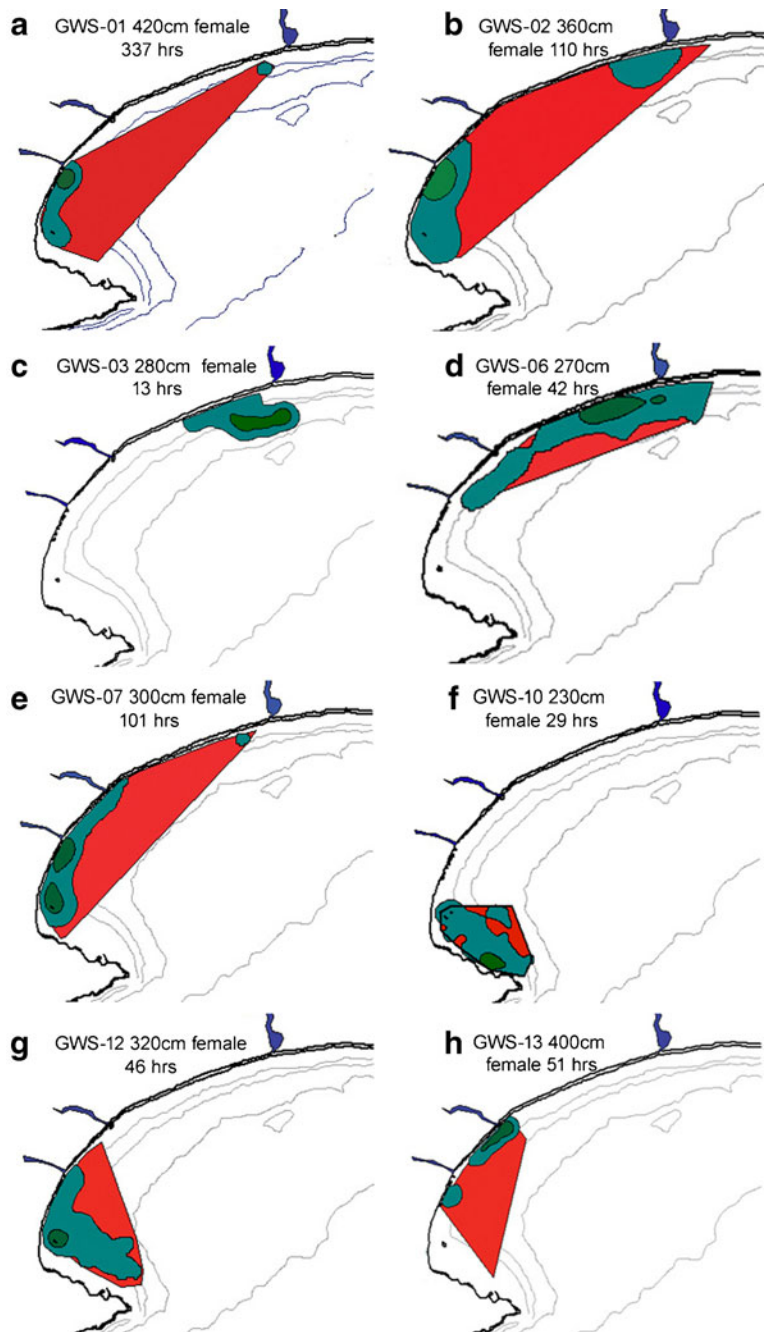 a GWS-01 420cm female
337 hrs
b GWS-02 360cm
female 110 hrs
c GWS-03 280cm female
13 hrs
d GWS-06 270cm
female 42 hrs
e GWS-07 300cm female
101 hrs
f GWS-10 230cm
female 29 hrs
g GWS-12 320cm female
46 hrs
h GWS-13 400cm
female 51 hrs